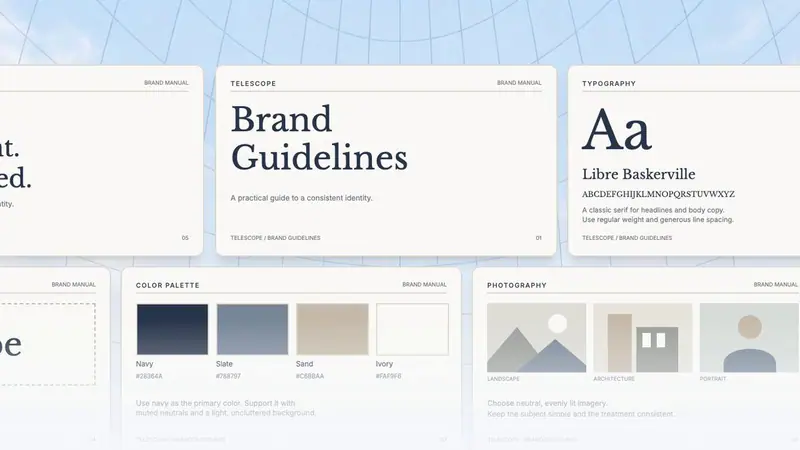 BRAND MANUAL
ed.
05
TELESCOPE
BRAND MANUAL
Brand
Guidelines
A practical guide to a consistent identity.
TELESCOPE / BRAND GUIDELINES
01
TYPOGRAPHY
Aa
Libre Baskerville
ABCDEFGHIJKLMNOPQRSTUVWXYZ
A classic serif for headlines and body copy.
Use regular weight and generous line spacing.
TELESCOPE / BRAND GUIDELINES
BRAND MANUAL
pe
COLOR PALETTE
BRAND MANUAL
Navy
Slate
Sand
Ivory
#26364A
#788797
#C6BBAA
#FAF9F6
Use navy as the primary color. Support it with
muted neutrals and a light, uncluttered background.
PHOTOGRAPHY
BRAND MANUAL
LANDSCAPE
ARCHITECTURE
PORTRAIT
Choose neutral, evenly lit imagery.
Keep the subject simple and the treatment consistent.